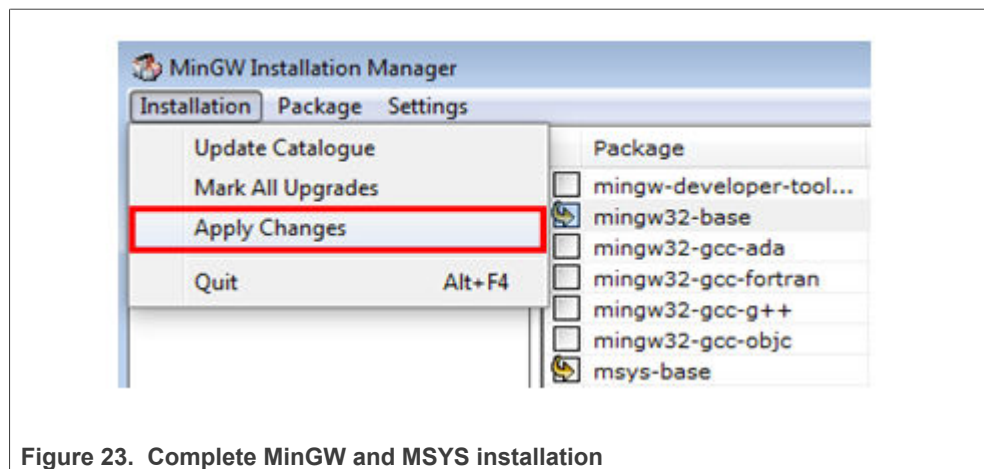 MinGW Installation Manager
Installation Package Settings
Update Catalogue
Mark All Upgrades
Apply Changes
Quit Alt+F4
Package
mingw-developer-tool...
mingw32-base
mingw32-gcc-ada
mingw32-gcc-fortran
mingw32-gcc-g++
mingw32-gcc-objc
msys-base
Figure 23. Complete MinGW and MSYS installation